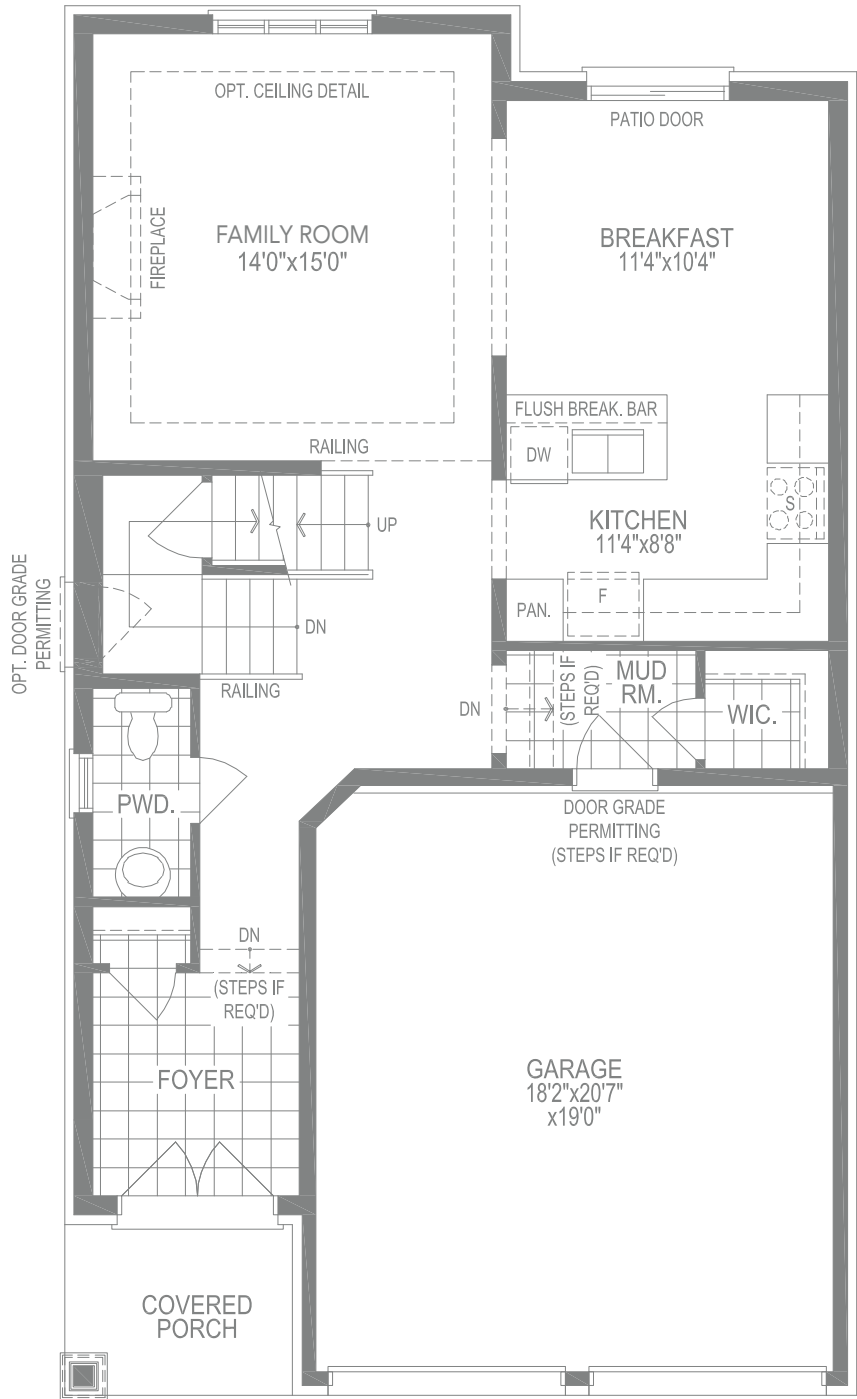 OPT. CEILING DETAIL
PATIO DOOR
FIREPLACE
FAMILY ROOM
14'0"x15'0"
BREAKFAST
11'4"x10'4"
FLUSH BREAK. BAR
RAILING
DW
S
UP
KITCHEN
11'4"x8'8"
OPT. DOOR GRADE
PERMITTING
PAN.
F
DN
RAILING
DN
(STEPS IF
REQ'D)
MUD
RM.
WIC.
PWD.
DOOR GRADE
PERMITTING
(STEPS IF REQ'D)
DN
(STEPS IF
REQ'D)
FOYER
GARAGE
18'2"x20'7"
x19'0"
COVERED
PORCH